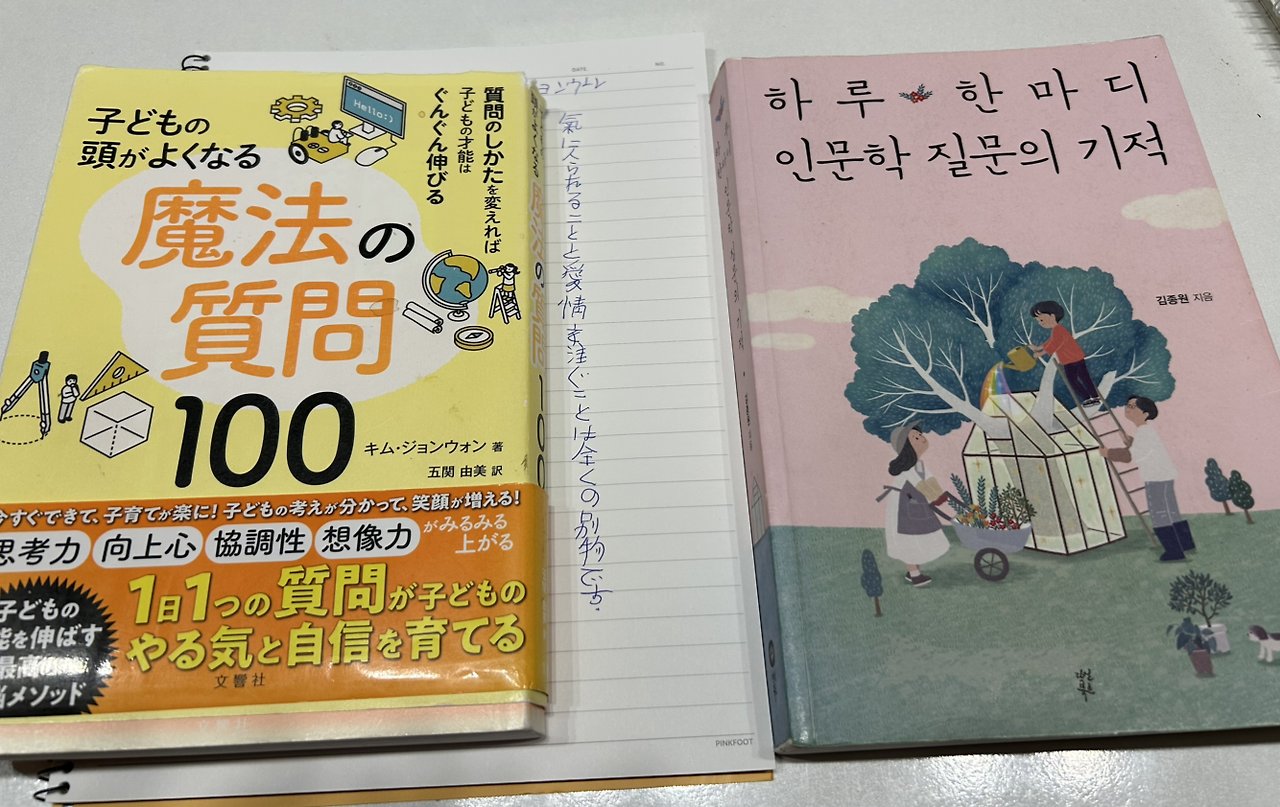 子どもの
頭がよくなる
魔法の
質問
100
質問のしかたを変えれば
子どもの才能は
ぐんぐん伸びる
Hello:)
キム・ジョンウォン 著
五関 由美 訳
今すぐできて、子育てが楽に！子どもの考えが分かって、笑顔が増える！
思考力 向上心 協調性 想像力
がみるみる
上がる
1日1つの質問が子どもの
やる気と自信を育てる
子どもの
能を伸ばす
最高の
メソッド
文響社
の質問 100
DATE
NO.
ョンウォン
気に入られることと愛情を注ぐことは全くの別物です.
PINKFOOT
하루 한마디
인문학 질문의 기적
김종원 지음